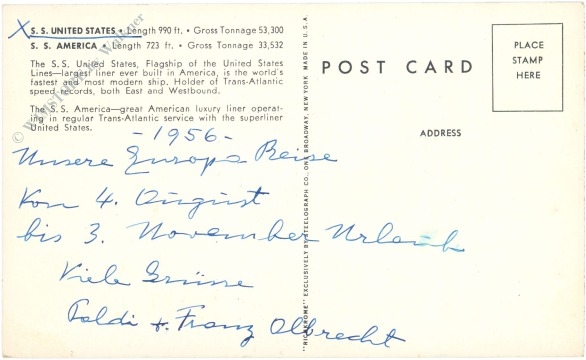 X S. S. UNITED STATES • Length 990 ft. • Gross Tonnage 53,300
S. S. AMERICA • Length 723 ft. • Gross Tonnage 33,532
The S. S. United States, Flagship of the United States
Lines—largest liner ever built in America, is the world's
fastest and most modern ship. Holder of Trans-Atlantic
speed records, both East and Westbound.
The S. S. America—great American luxury liner operat-
ing in regular Trans-Atlantic service with the superliner
United States.
-1956-
Unsere Europa Reise
Von 4. August
bis 3. November Urlaub
Viele Grüsse
Poldi + Franz Olbrecht
"RICHKROME" EXCLUSIVELY BY STEELOGRAPH CO. ONE BROADWAY, NEW YORK MADE IN U. S. A.
POST CARD
ADDRESS
PLACE
STAMP
HERE